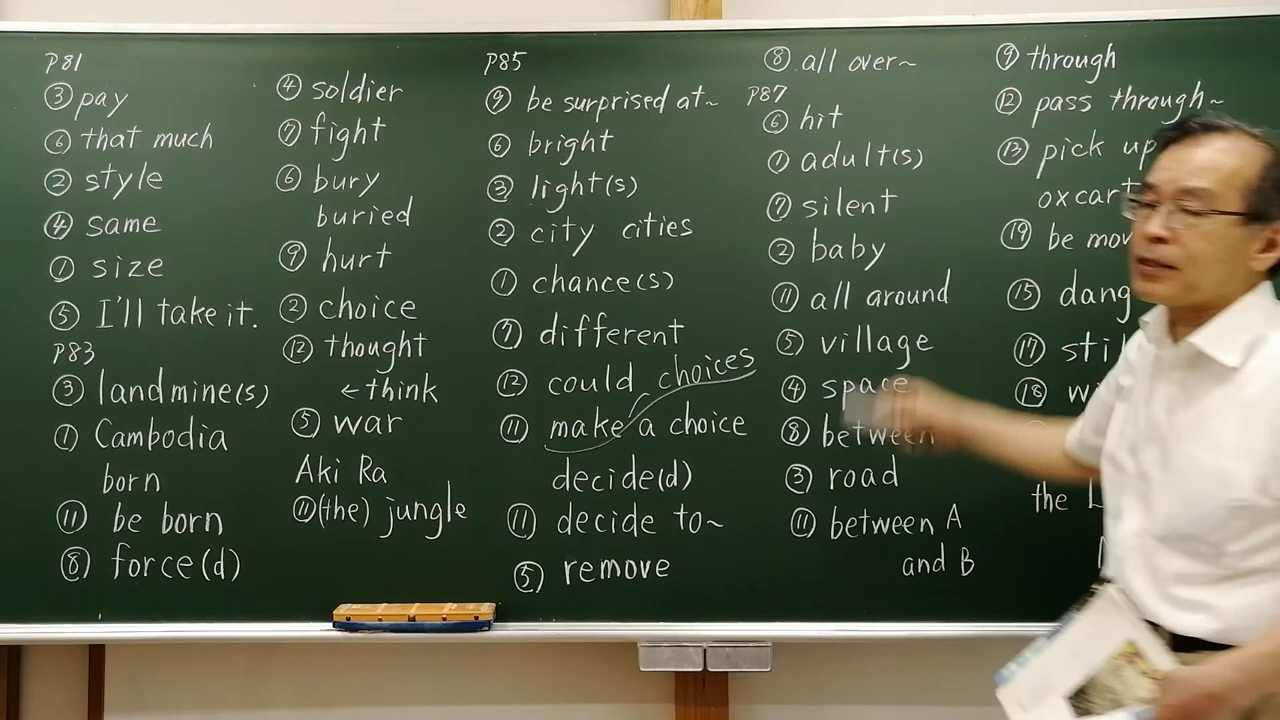 P81
③ pay
⑥ that much
② style
④ same
① size
⑤ I'll take it.
P83
③ landmine(s)
① Cambodia
born
⑪ be born
⑧ force(d)
④ soldier
⑦ fight
⑥ bury
buried
⑨ hurt
② choice
⑫ thought
← think
⑤ war
Aki Ra
⑪ (the) jungle
P85
⑨ be surprised at~
⑥ bright
③ light(s)
② city cities
① chance(s)
⑦ different
⑫ could
choices
⑪ make a choice
decide(d)
⑪ decide to~
⑤ remove
⑧ all over~
P87
⑥ hit
① adult(s)
⑦ silent
② baby
⑪ all around
⑤ village
④ space
⑧ between
③ road
⑪ between A
and B
⑨ through
⑫ pass through~
⑬ pick up
oxcart
⑲ be
⑮
⑰
⑱
the